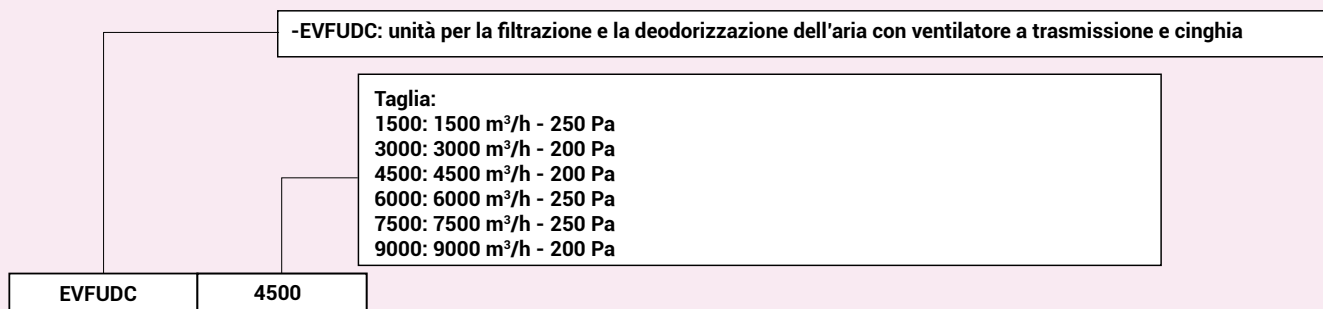 -EVFUDC: unità per la filtrazione e la deodorizzazione dell'aria con ventilatore a trasmissione e cinghia
Taglia:
1500: 1500 m³/h - 250 Pa
3000: 3000 m³/h - 200 Pa
4500: 4500 m³/h - 200 Pa
6000: 6000 m³/h - 250 Pa
7500: 7500 m³/h - 250 Pa
9000: 9000 m³/h - 200 Pa
EVFUDC 4500